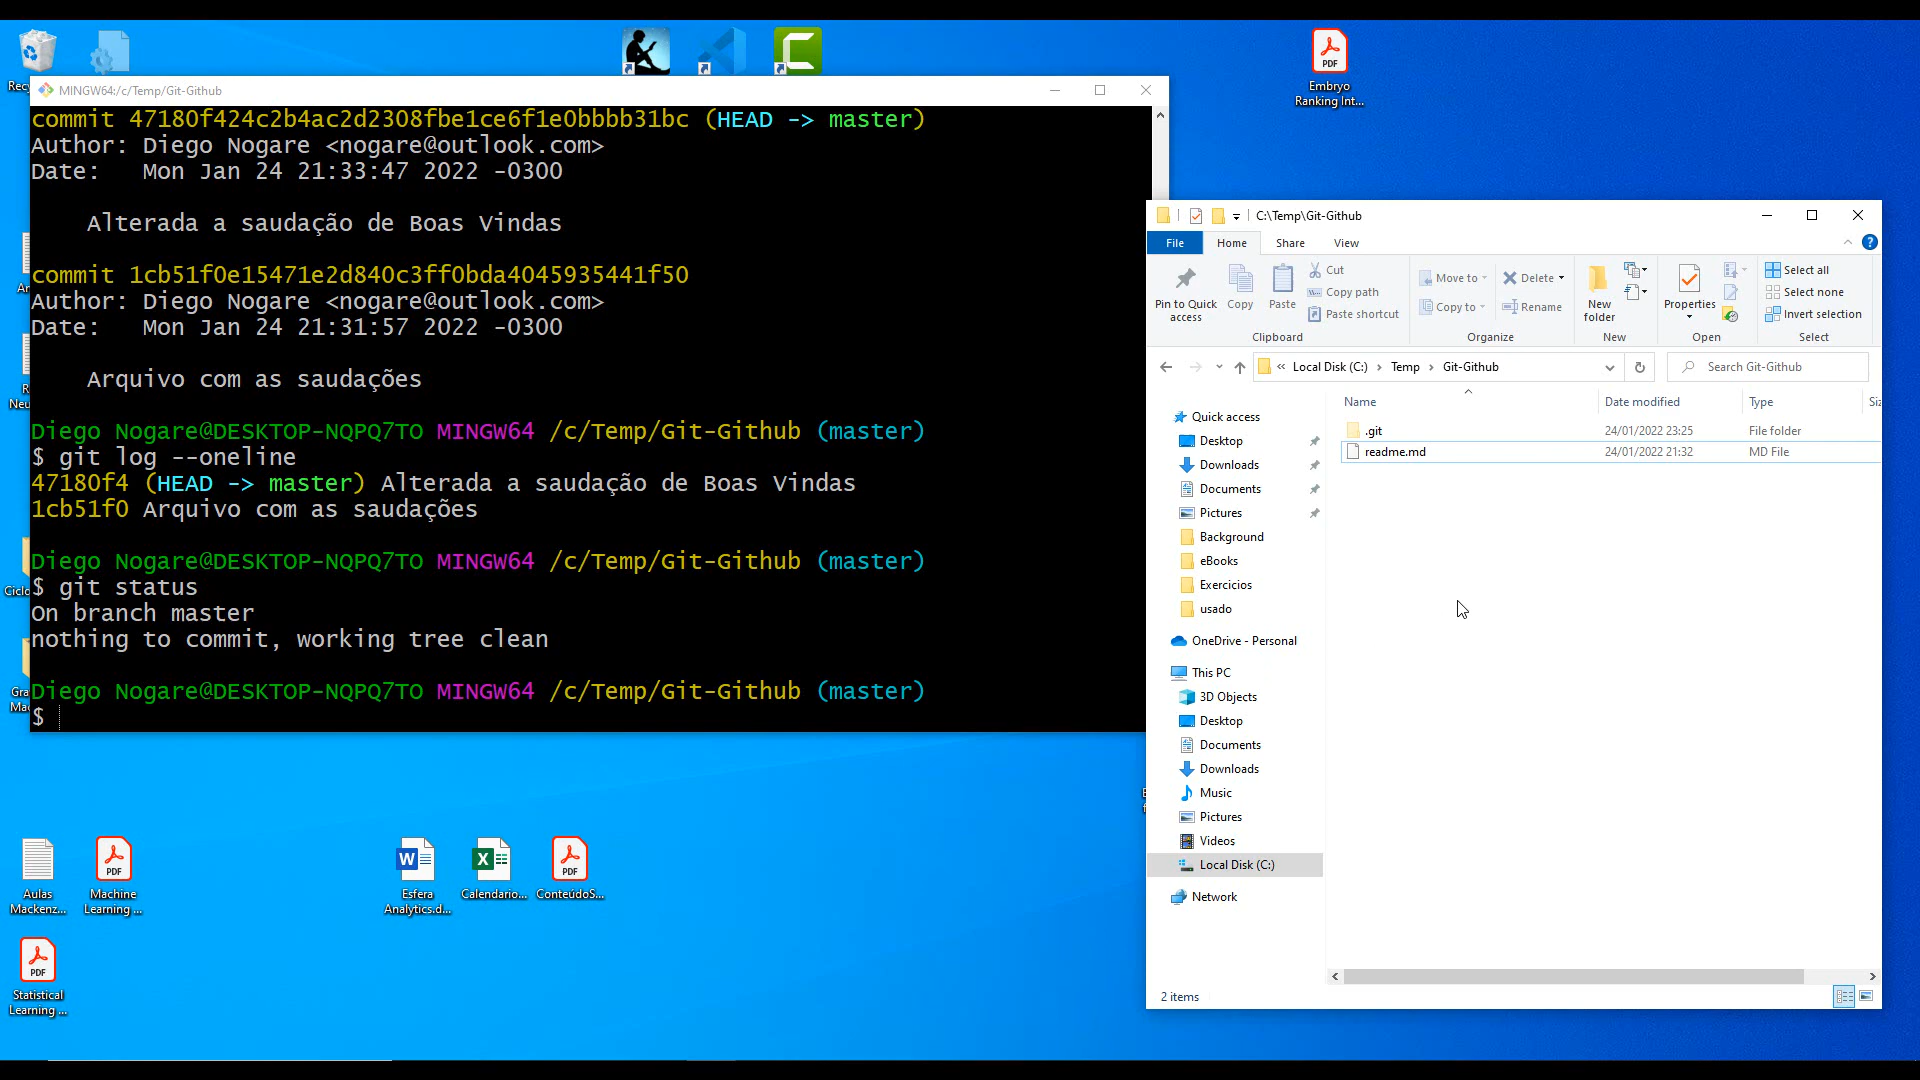 Embryo
Ranking Int...
MINGW64:/c/Temp/Git-Github
commit 47180f424c2b4ac2d2308fbe1ce6f1e0bbbb31bc (HEAD -> master)
Author: Diego Nogare <nogare@outlook.com>
Date:   Mon Jan 24 21:33:47 2022 -0300
Alterada a saudação de Boas Vindas
commit 1cb51f0e15471e2d840c3ff0bda4045935441f50
Author: Diego Nogare <nogare@outlook.com>
Date:   Mon Jan 24 21:31:57 2022 -0300
Arquivo com as saudações
Diego Nogare@DESKTOP-NQPQ7TO MINGW64 /c/Temp/Git-Github (master)
$ git log --oneline
47180f4 (HEAD -> master) Alterada a saudação de Boas Vindas
1cb51f0 Arquivo com as saudações
Diego Nogare@DESKTOP-NQPQ7TO MINGW64 /c/Temp/Git-Github (master)
$ git status
On branch master
nothing to commit, working tree clean
Diego Nogare@DESKTOP-NQPQ7TO MINGW64 /c/Temp/Git-Github (master)
$
C:\Temp\Git-Github
File Home Share View
Pin to Quick access
Copy
Paste
Cut
Copy path
Paste shortcut
Clipboard
Move to
Copy to
Delete
Rename
Organize
New folder
New
Properties
Open
Select all
Select none
Invert selection
Select
« Local Disk (C:) › Temp › Git-Github
Search Git-Github
Name Date modified Type
.git 24/01/2022 23:25 File folder
readme.md 24/01/2022 21:32 MD File
Quick access
Desktop
Downloads
Documents
Pictures
Background
eBooks
Exercicios
usado
OneDrive - Personal
This PC
3D Objects
Desktop
Documents
Downloads
Music
Pictures
Videos
Local Disk (C:)
Network
2 items
Aulas
Mackenz...
PDF
Machine
Learning ...
Esfera
Analytics.d...
Calendario...
PDF
ConteúdoS...
PDF
Statistical
Learning ...